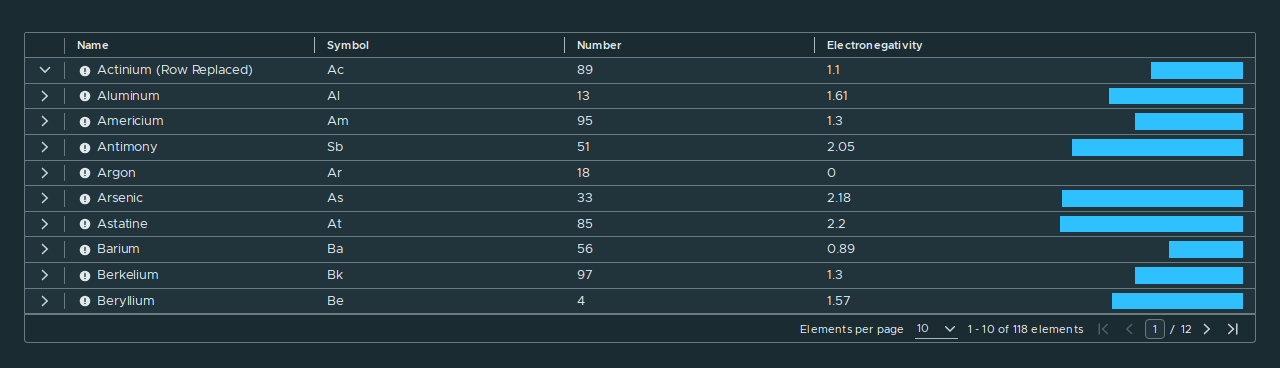 Name Symbol Number Electronegativity
Actinium (Row Replaced) Ac 89 1.1
Aluminum Al 13 1.61
Americium Am 95 1.3
Antimony Sb 51 2.05
Argon Ar 18 0
Arsenic As 33 2.18
Astatine At 85 2.2
Barium Ba 56 0.89
Berkelium Bk 97 1.3
Beryllium Be 4 1.57
Elements per page 10 1 - 10 of 118 elements 1 / 12